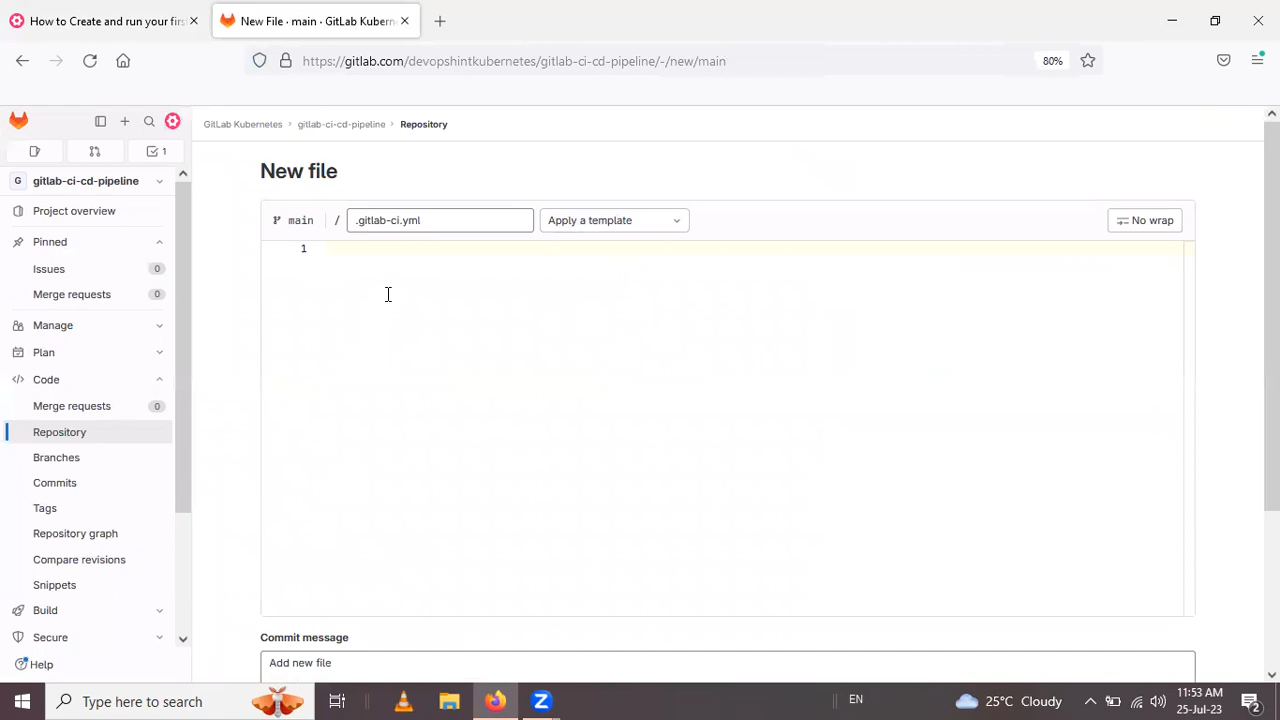 How to Create and run your firs
New File · main · GitLab Kubern
https://gitlab.com/devopshintkubernetes/gitlab-ci-cd-pipeline/-/new/main
80%
1
G gitlab-ci-cd-pipeline
Project overview
Pinned
Issues 0
Merge requests 0
Manage
Plan
Code
Merge requests 0
Repository
Branches
Commits
Tags
Repository graph
Compare revisions
Snippets
Build
Secure
Help
GitLab Kubernetes > gitlab-ci-cd-pipeline > Repository
New file
main / .gitlab-ci.yml Apply a template No wrap
1
Commit message
Add new file
Type here to search
EN
25°C Cloudy
11:53 AM
25-Jul-23
2